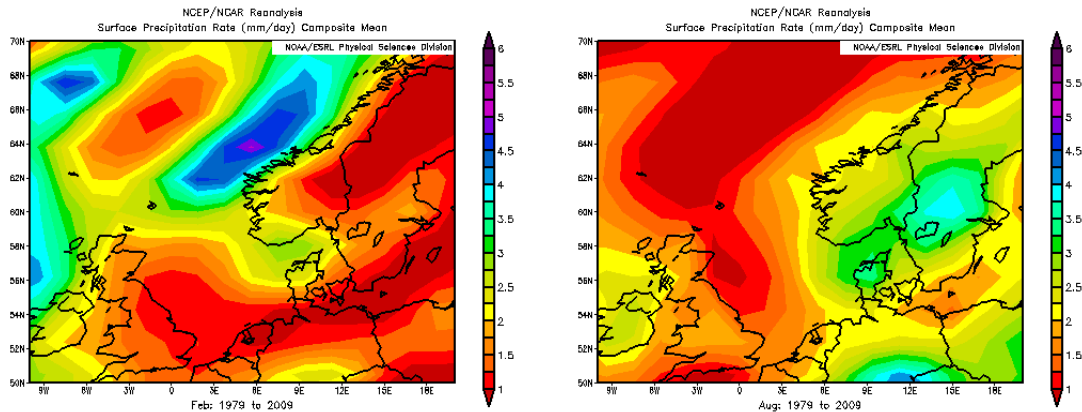 NCEP/NCAR Reanalysis
Surface Precipitation Rate (mm/day) Composite Mean
NOAA/ESRL Physical Sciences Division
70N
68N
66N
64N
62N
60N
58N
56N
54N
52N
50N
9W
6W
3W
0
3E
6E
9E
12E
15E
18E
6
5.5
5
4.5
4
3.5
3
2.5
2
1.5
1
Feb: 1979 to 2009
NCEP/NCAR Reanalysis
Surface Precipitation Rate (mm/day) Composite Mean
NOAA/ESRL Physical Sciences Division
70N
68N
66N
64N
62N
60N
58N
56N
54N
52N
50N
9W
6W
3W
0
3E
6E
9E
12E
15E
18E
6
5.5
5
4.5
4
3.5
3
2.5
2
1.5
1
Aug: 1979 to 2009